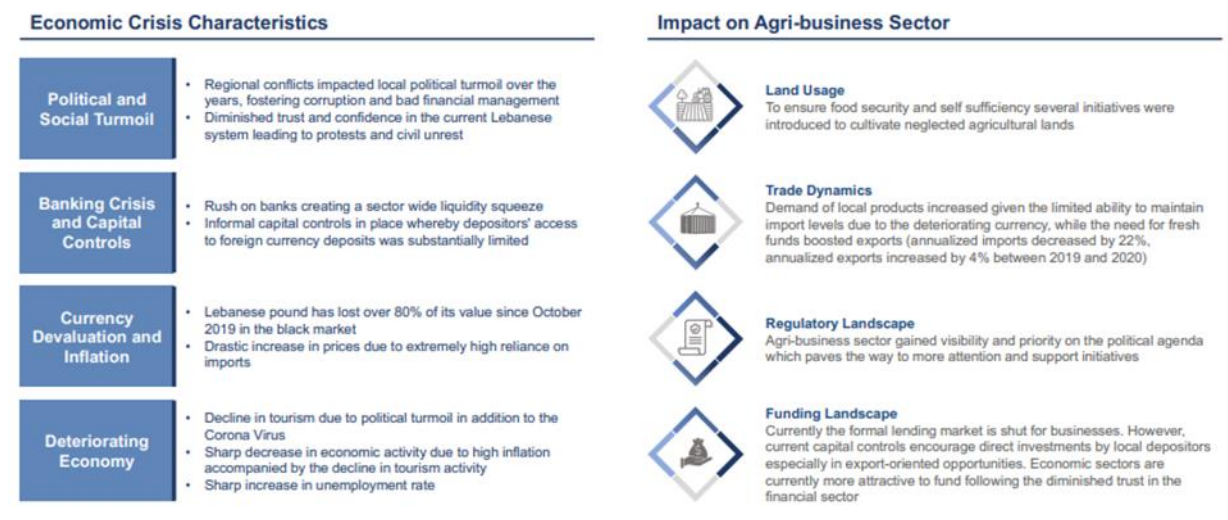 Economic Crisis Characteristics
Political and
Social Turmoil
• Regional conflicts impacted local political turmoil over the
years, fostering corruption and bad financial management
• Diminished trust and confidence in the current Lebanese
system leading to protests and civil unrest
Banking Crisis
and Capital
Controls
• Rush on banks creating a sector wide liquidity squeeze
• Informal capital controls in place whereby depositors' access
to foreign currency deposits was substantially limited
Currency
Devaluation and
Inflation
• Lebanese pound has lost over 80% of its value since October
2019 in the black market
• Drastic increase in prices due to extremely high reliance on
imports
Deteriorating
Economy
• Decline in tourism due to political turmoil in addition to the
Corona Virus
• Sharp decrease in economic activity due to high inflation
accompanied by the decline in tourism activity
• Sharp increase in unemployment rate
Impact on Agri-business Sector
Land Usage
To ensure food security and self sufficiency several initiatives were
introduced to cultivate neglected agricultural lands
Trade Dynamics
Demand of local products increased given the limited ability to maintain
import levels due to the deteriorating currency, while the need for fresh
funds boosted exports (annualized imports decreased by 22%,
annualized exports increased by 4% between 2019 and 2020)
Regulatory Landscape
Agri-business sector gained visibility and priority on the political agenda
which paves the way to more attention and support initiatives
Funding Landscape
Currently the formal lending market is shut for businesses. However,
current capital controls encourage direct investments by local depositors
especially in export-oriented opportunities. Economic sectors are
currently more attractive to fund following the diminished trust in the
financial sector